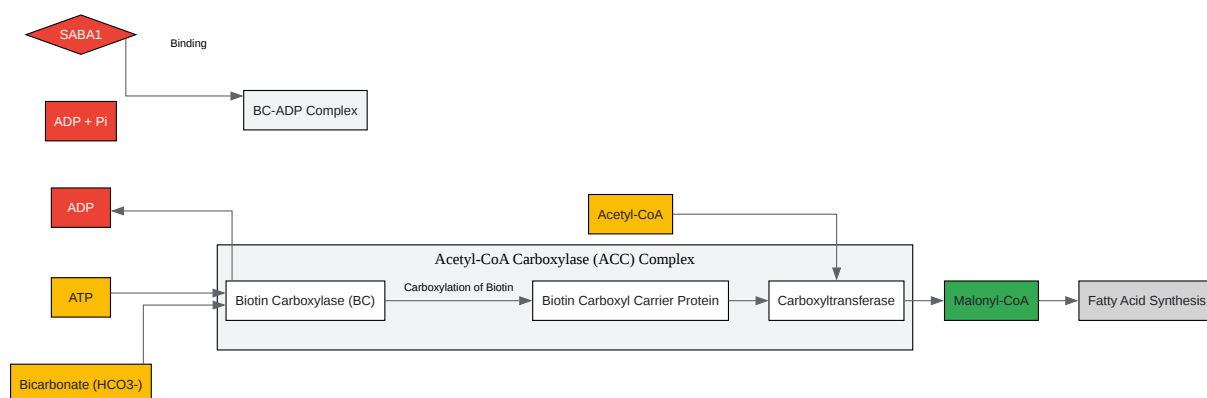 SABA1
Binding
BC-ADP Complex
ADP + Pi
ADP
Acetyl-CoA
Acetyl-CoA Carboxylase (ACC) Complex
ATP
Biotin Carboxylase (BC)
Carboxylation of Biotin
Biotin Carboxyl Carrier Protein
Carboxyltransferase
Malonyl-CoA
Fatty Acid Synthesis
Bicarbonate (HCO3-)